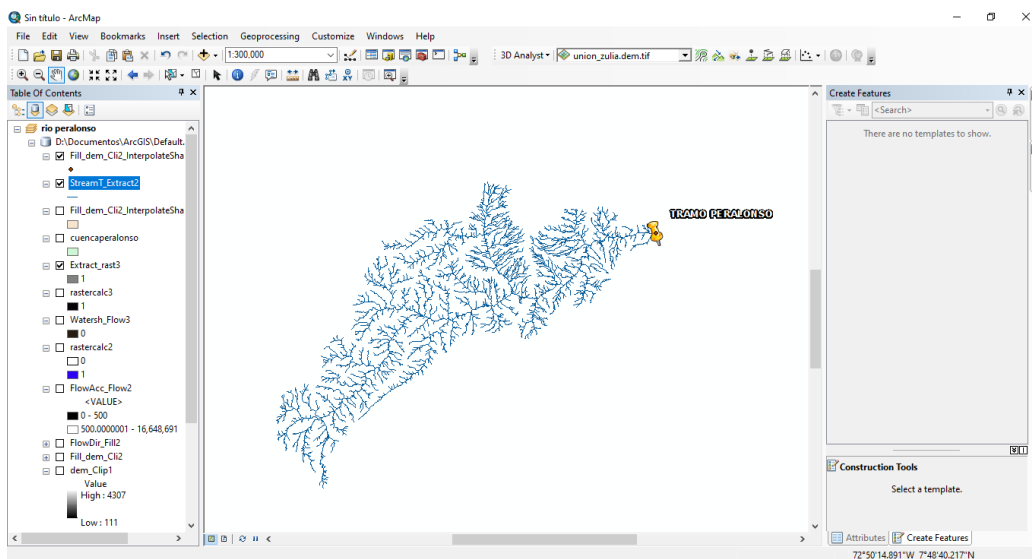 Sin título - ArcMap
File Edit View Bookmarks Insert Selection Geoprocessing Customize Windows Help
1:300,000
3D Analyst
union_zulia.dem.tif
Table Of Contents
rio peralonso
D:\Documentos\ArcGIS\Default.
Fill_dem_Cli2_InterpolateSha
StreamT_Extract2
Fill_dem_Cli2_InterpolateSha
cuencaperalonso
Extract_rast3
1
rastercalc3
1
Watersh_Flow3
0
rastercalc2
0
1
FlowAcc_Flow2
<VALUE>
0 - 500
500.0000001 - 16,648,691
FlowDir_Fill2
Fill_dem_Cli2
dem_Clip1
Value
High : 4307
Low : 111
TRAMO PERALONSO
Create Features
<Search>
There are no templates to show.
Construction Tools
Select a template.
Attributes Create Features
72°50'14.891"W 7°48'40.217"N